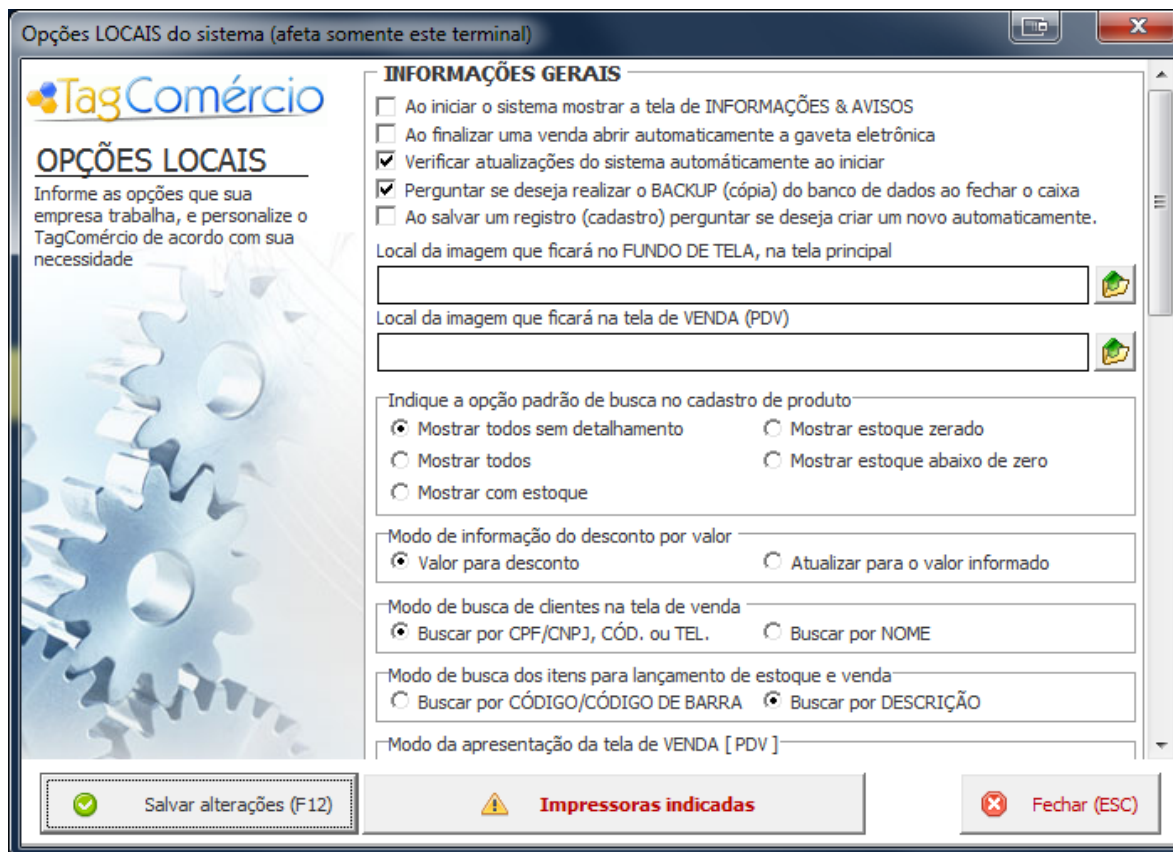 Opções LOCAIS do sistema (afeta somente este terminal)
TagComércio
OPÇÕES LOCAIS
Informe as opções que sua
empresa trabalha, e personalize o
TagComércio de acordo com sua
necessidade
INFORMAÇÕES GERAIS
Ao iniciar o sistema mostrar a tela de INFORMAÇÕES & AVISOS
Ao finalizar uma venda abrir automaticamente a gaveta eletrônica
Verificar atualizações do sistema automáticamente ao iniciar
Perguntar se deseja realizar o BACKUP (cópia) do banco de dados ao fechar o caixa
Ao salvar um registro (cadastro) perguntar se deseja criar um novo automaticamente.
Local da imagem que ficará no FUNDO DE TELA, na tela principal
Local da imagem que ficará na tela de VENDA (PDV)
Indique a opção padrão de busca no cadastro de produto
Mostrar todos sem detalhamento Mostrar estoque zerado
Mostrar todos Mostrar estoque abaixo de zero
Mostrar com estoque
Modo de informação do desconto por valor
Valor para desconto Atualizar para o valor informado
Modo de busca de clientes na tela de venda
Buscar por CPF/CNPJ, CÓD. ou TEL. Buscar por NOME
Modo de busca dos itens para lançamento de estoque e venda
Buscar por CÓDIGO/CÓDIGO DE BARRA Buscar por DESCRIÇÃO
Modo da apresentação da tela de VENDA [ PDV ]
Salvar alterações (F12) Impressoras indicadas Fechar (ESC)